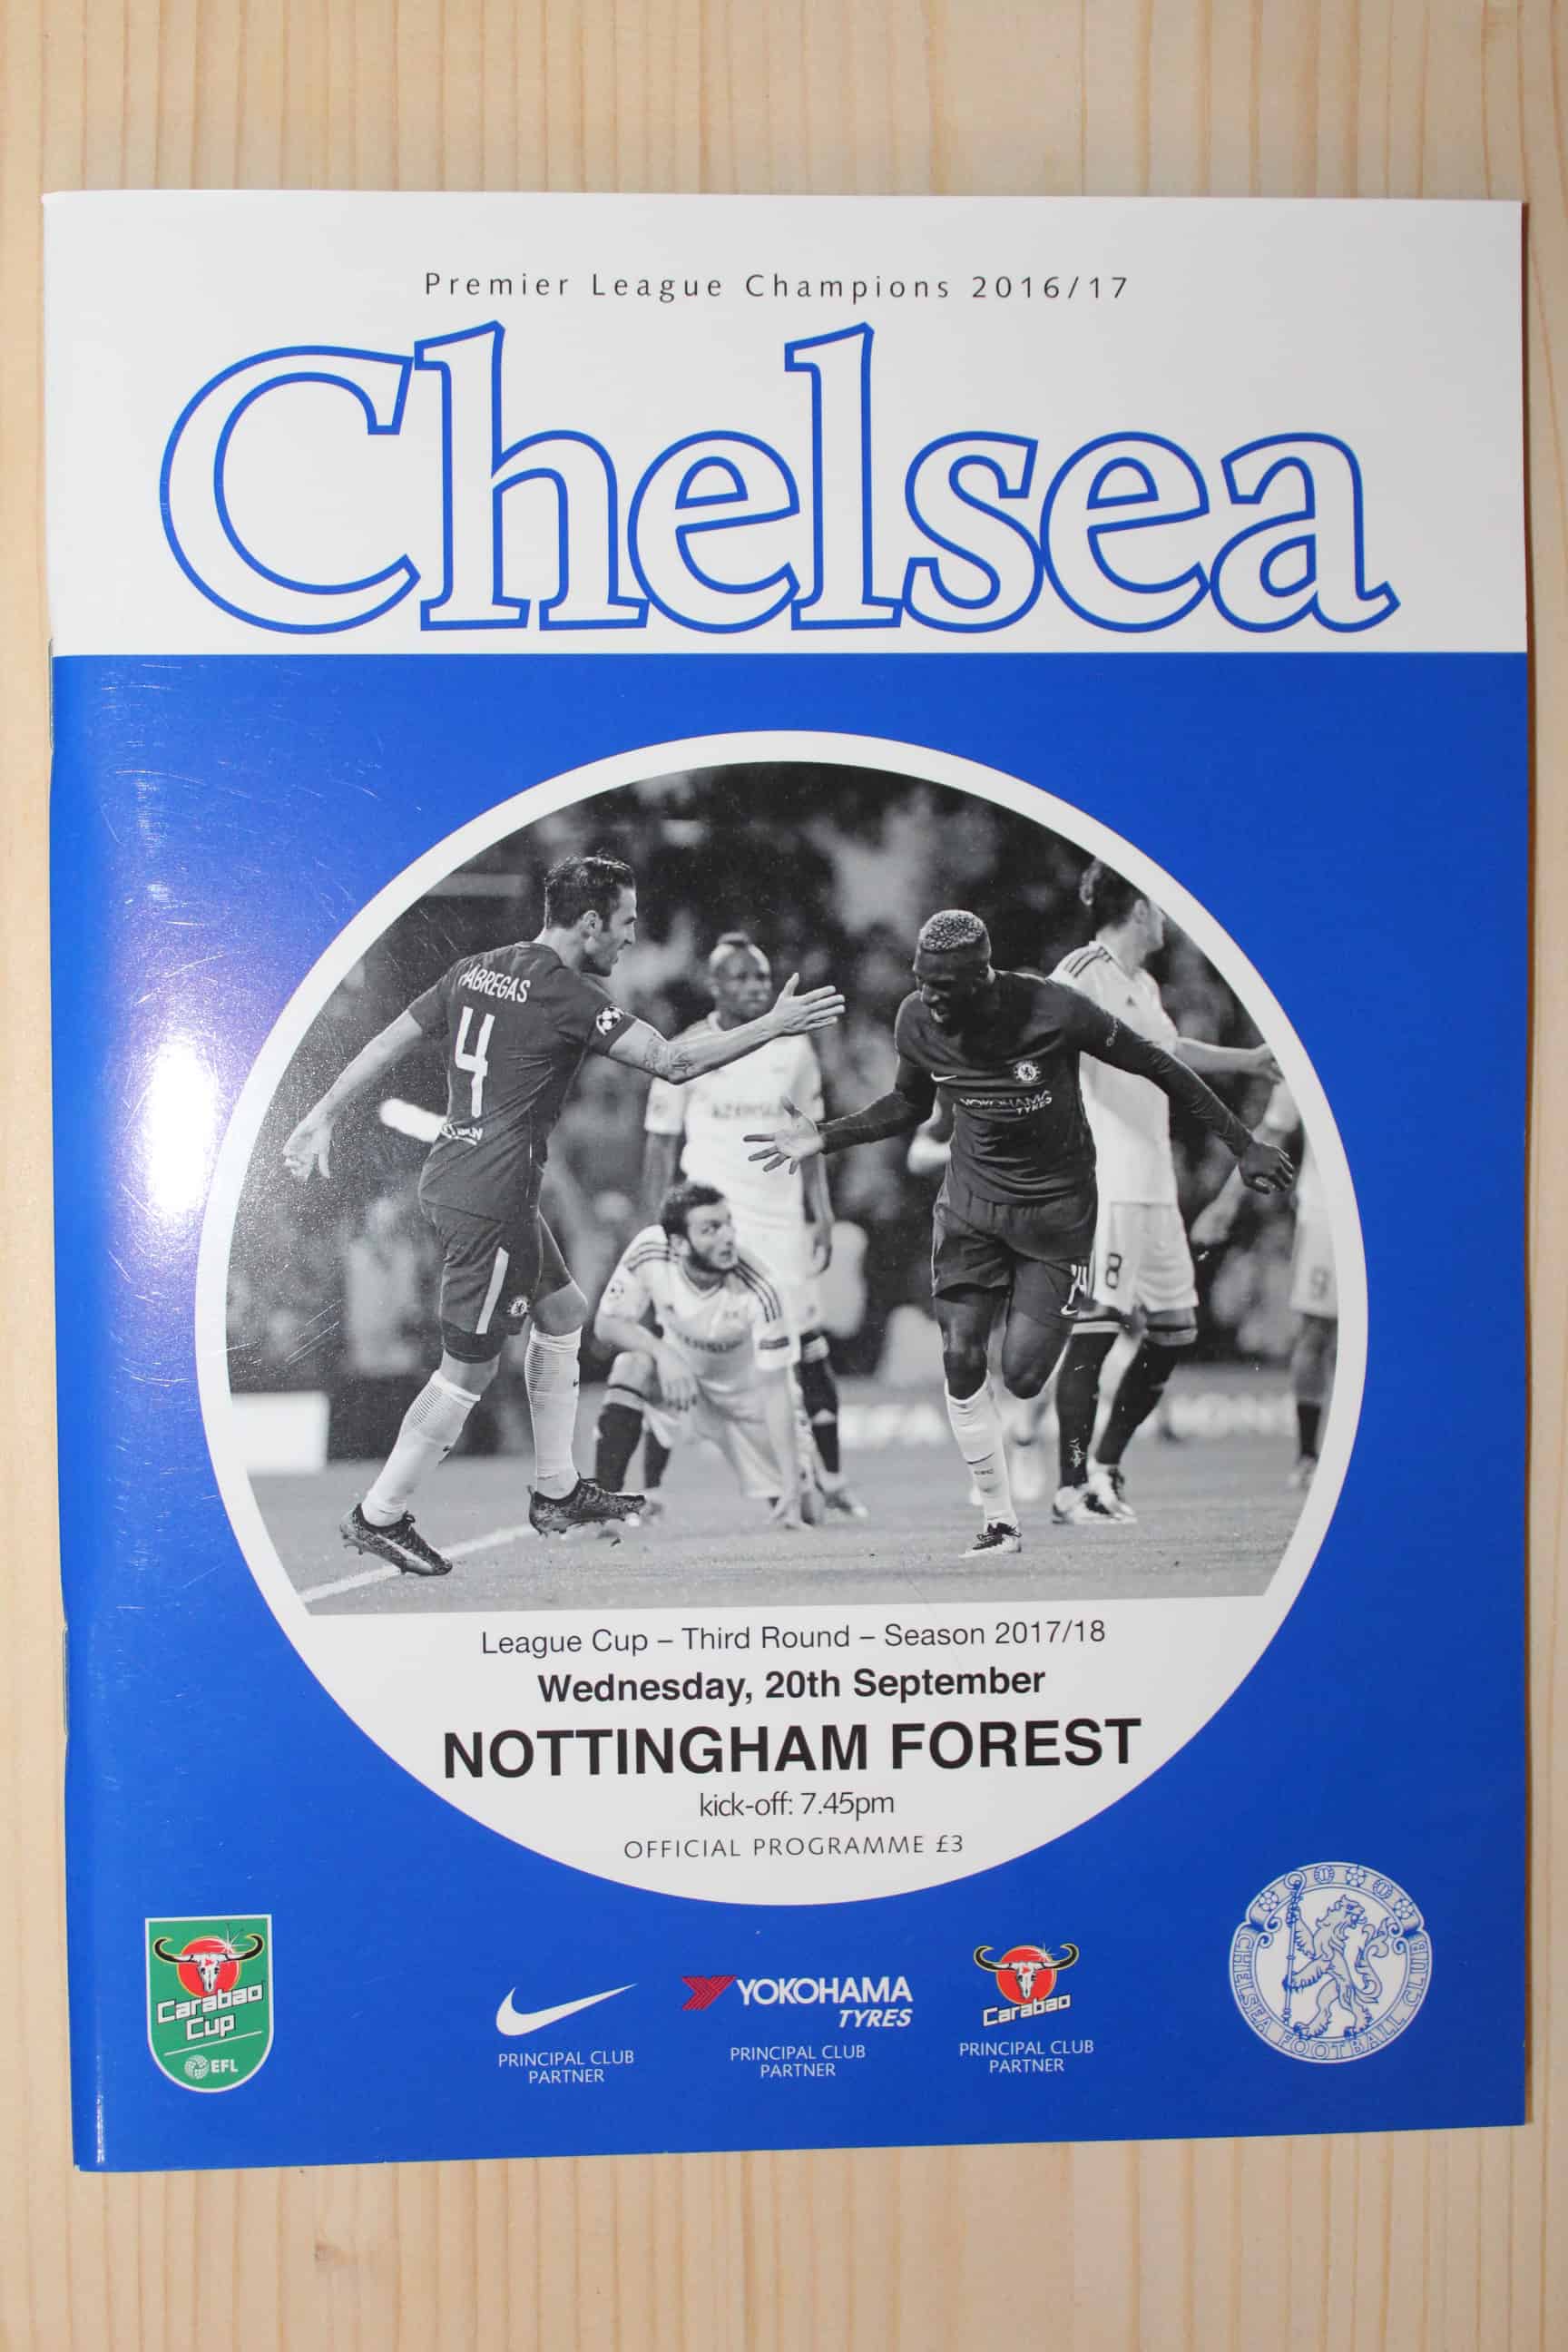 Premier League Champions 2016/17
Chelsea
ABREGAS
4
YOKOHAMA
TYRES
8
League Cup – Third Round – Season 2017/18
Wednesday, 20th September
NOTTINGHAM FOREST
kick-off: 7.45pm
OFFICIAL PROGRAMME £3
Carabao
Cup
EFL
PRINCIPAL CLUB
PARTNER
YOKOHAMA
TYRES
PRINCIPAL CLUB
PARTNER
Carabao
PRINCIPAL CLUB
PARTNER
CHELSEA FOOTBALL CLUB